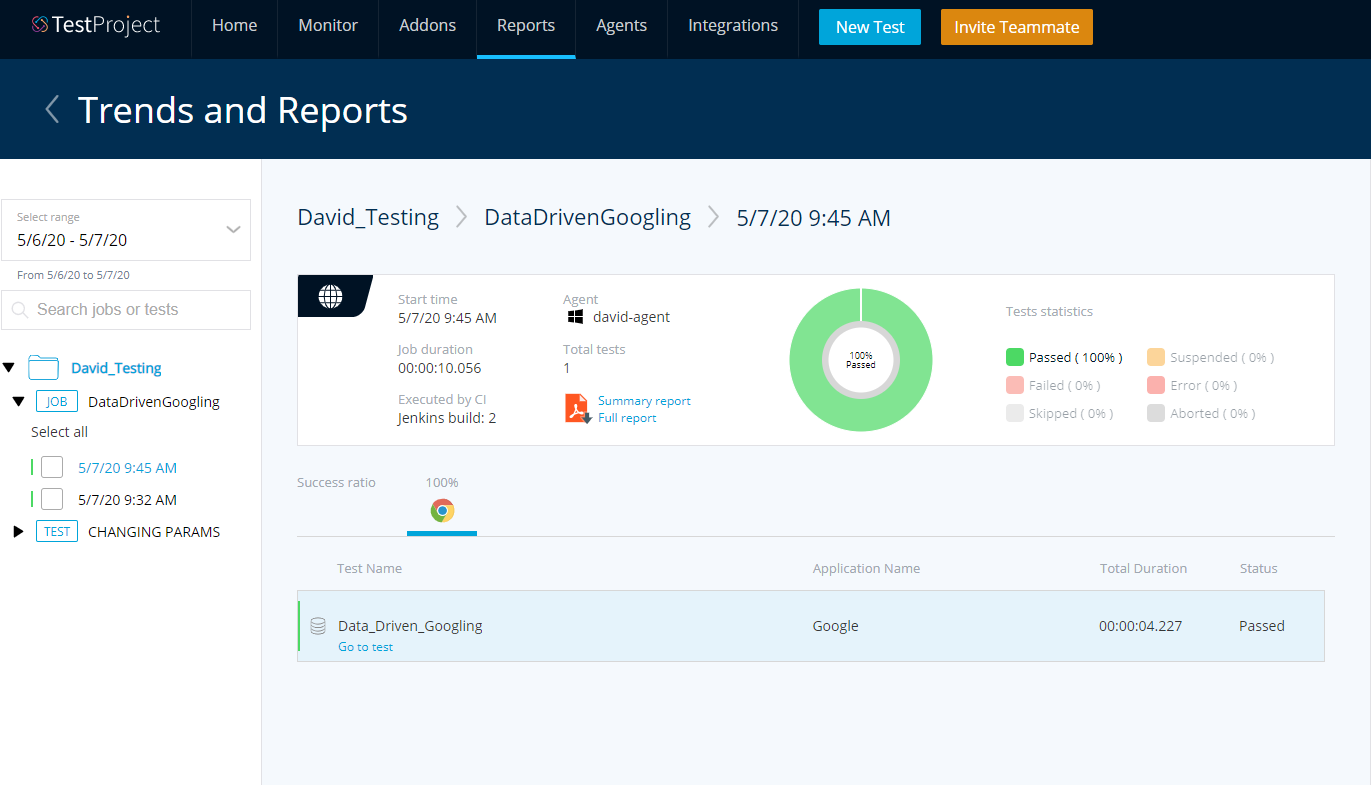 TestProject
Home
Monitor
Addons
Reports
Agents
Integrations
New Test
Invite Teammate
Trends and Reports
Select range
5/6/20 - 5/7/20
From 5/6/20 to 5/7/20
Search jobs or tests
David_Testing
JOB DataDrivenGoogling
Select all
5/7/20 9:45 AM
5/7/20 9:32 AM
TEST CHANGING PARAMS
David_Testing DataDrivenGoogling 5/7/20 9:45 AM
Start time
5/7/20 9:45 AM
Job duration
00:00:10.056
Executed by CI
Jenkins build: 2
Agent
david-agent
Total tests
1
Summary report
Full report
100%
Passed
Tests statistics
Passed ( 100% )
Suspended ( 0% )
Failed ( 0% )
Error ( 0% )
Skipped ( 0% )
Aborted ( 0% )
Success ratio
100%
Test Name Application Name Total Duration Status
Data_Driven_Googling Google 00:00:04.227 Passed
Go to test